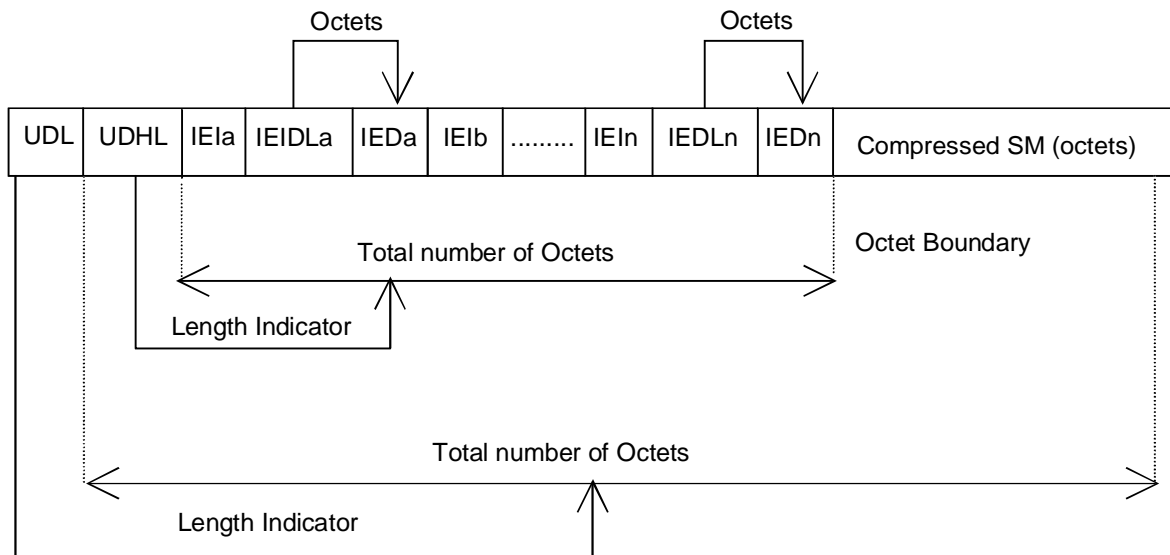 Octets Octets
UDL UDHL IEIa IEIDLa IEDa IEIb ......... IEIn IEDLn IEDn Compressed SM (octets)
Total number of Octets Octet Boundary
Length Indicator
Total number of Octets
Length Indicator